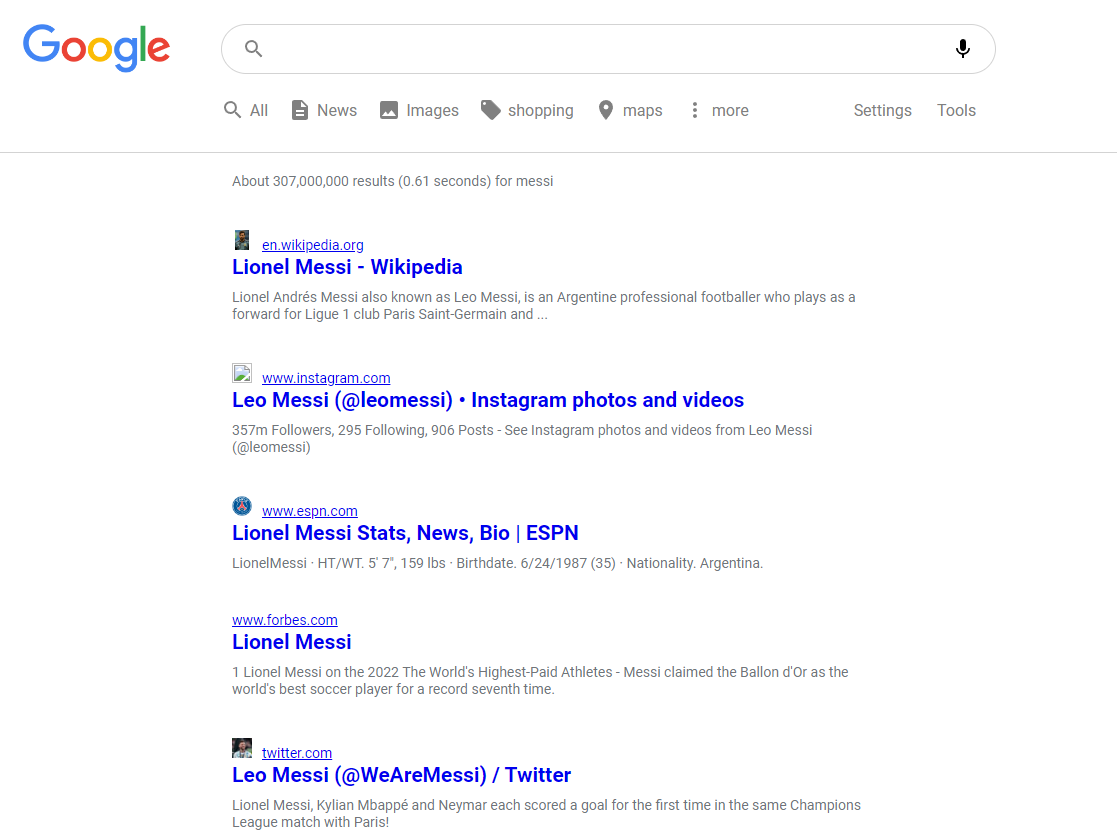 Google
All News Images shopping maps more Settings Tools
About 307,000,000 results (0.61 seconds) for messi
en.wikipedia.org
Lionel Messi - Wikipedia
Lionel Andrés Messi also known as Leo Messi, is an Argentine professional footballer who plays as a
forward for Ligue 1 club Paris Saint-Germain and ...
www.instagram.com
Leo Messi (@leomessi) • Instagram photos and videos
357m Followers, 295 Following, 906 Posts - See Instagram photos and videos from Leo Messi
(@leomessi)
www.espn.com
Lionel Messi Stats, News, Bio | ESPN
LionelMessi · HT/WT. 5' 7", 159 lbs · Birthdate. 6/24/1987 (35) · Nationality. Argentina.
www.forbes.com
Lionel Messi
1 Lionel Messi on the 2022 The World's Highest-Paid Athletes - Messi claimed the Ballon d'Or as the
world's best soccer player for a record seventh time.
twitter.com
Leo Messi (@WeAreMessi) / Twitter
Lionel Messi, Kylian Mbappé and Neymar each scored a goal for the first time in the same Champions
League match with Paris!